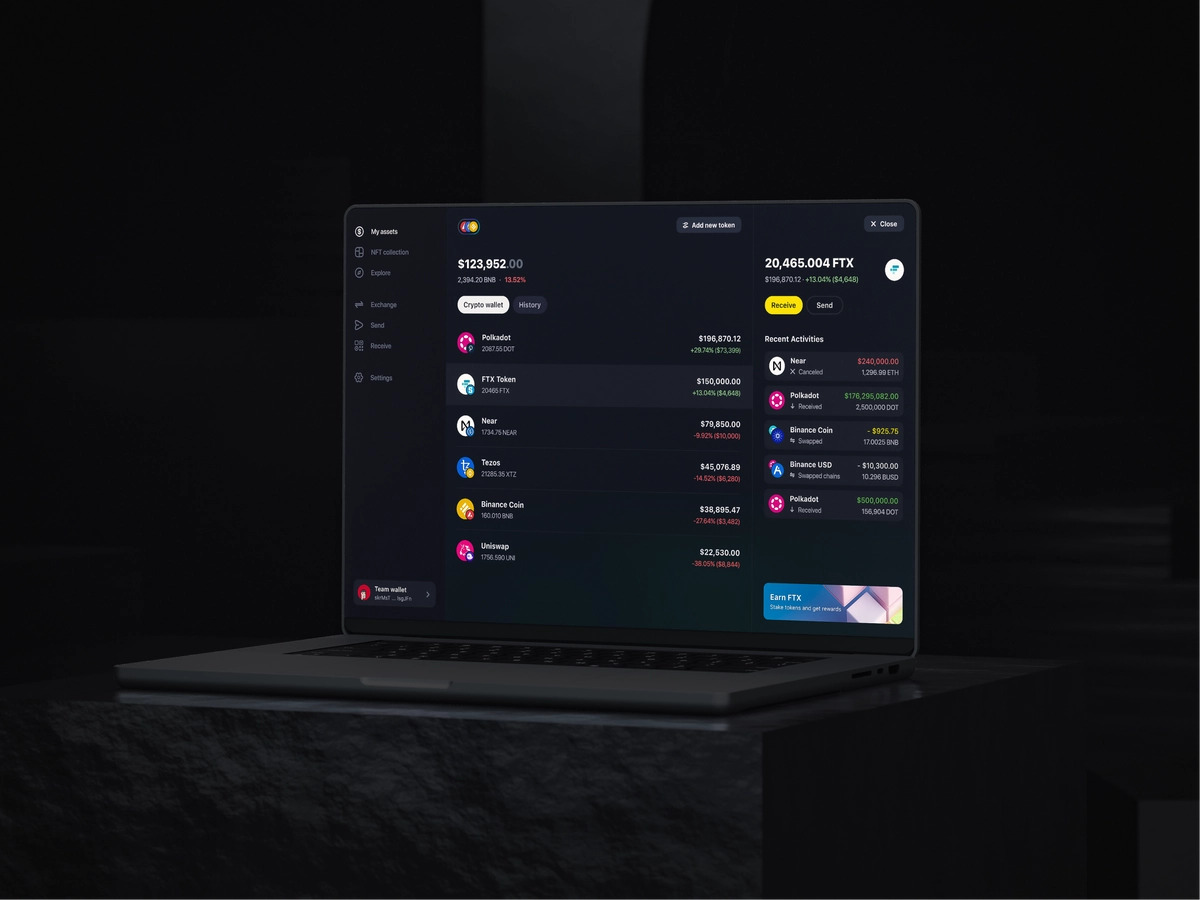 My assets
NFT collection
Explore
Exchange
Send
Receive
Settings
Team wallet
Add new token
$123,952.00
2,394.20 BNB · 13.52%
Crypto wallet
History
Polkadot
2087.55 DOT
$196,870.12
+29.74% ($73,399)
FTX Token
20465 FTX
$150,000.00
+13.04% ($4,648)
Near
1734.75 NEAR
$79,850.00
-9.92% ($10,000)
Tezos
21285.35 XTZ
$45,076.89
-14.52% ($6,280)
Binance Coin
160.010 BNB
$38,895.47
-27.64% ($3,482)
Uniswap
1756.590 UNI
$22,530.00
-38.05% ($8,844)
Close
20,465.004 FTX
$196,870.12 · +13.04% ($4,648)
Receive
Send
Recent Activities
Near
$240,000.00
Canceled
1,296.99 ETH
Polkadot
$176,295,082.00
Received
2,500,000 DOT
Binance Coin
- $925.75
Swapped
17.0025 BNB
Binance USD
- $10,300.00
Swapped chains
10.296 BUSD
Polkadot
$500,000.00
Received
156,904 DOT
Earn FTX
Stake tokens and get rewards